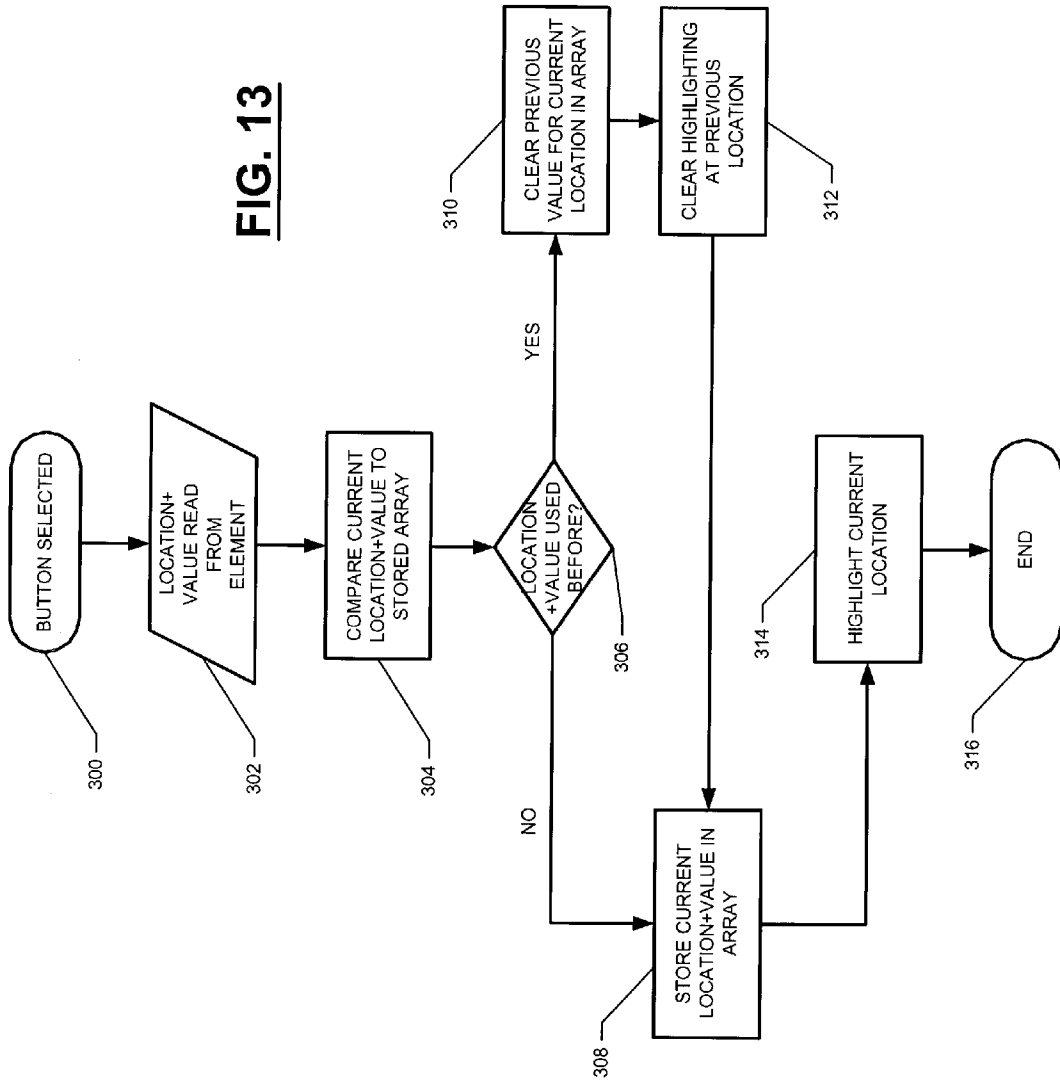 FIG. 13
BUTTON SELECTED
300
LOCATION+
VALUE READ
FROM
ELEMENT
302
COMPARE CURRENT
LOCATION+VALUE TO
STORED ARRAY
304
LOCATION
+VALUE USED
BEFORE?
306
NO
YES
STORE CURRENT
LOCATION+VALUE IN
ARRAY
308
310
CLEAR PREVIOUS
VALUE FOR CURRENT
LOCATION IN ARRAY
CLEAR HIGHLIGHTING
AT PREVIOUS
LOCATION
312
314
HIGHLIGHT CURRENT
LOCATION
END
316